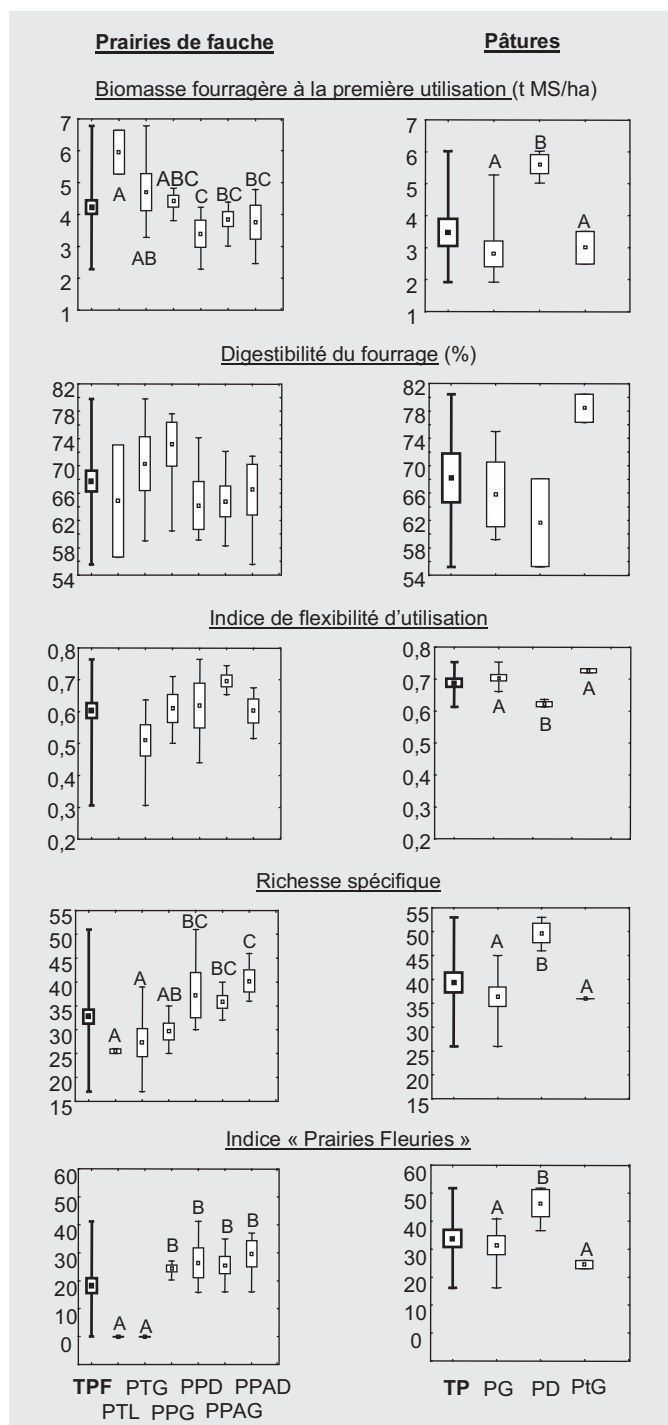 Prairies de fauche Pâtures
Biomasse fourragère à la première utilisation (t MS/ha)
7 7
6 B
6 A
ABC
5 BC 5
C BC
4 A 4
A
3 3
AB
2 2
1 1
Digestibilité du fourrage (%)
82 82
78 78
74 74
70 70
66 66
62 62
58 58
54 54
Indice de flexibilité d'utilisation
0,8 0,8
0,7 0,7
0,6 A A
0,6 B
0,5 0,5
0,4 0,4
0,3 0,3
0,2 0,2
Richesse spécifique
55 BC 55
50 C 50
45 A BC A 45
40 AB B 40
35 A A 35
30 30
25 25
20 20
15 15
Indice « Prairies Fleuries »
60 60
50 B 50
B
40 B B B A 40
30 A 30
20 20
10 A A 10
0 0
TPF PTG PPD PPAD TP PG PD PtG
PTL PPG PPAG